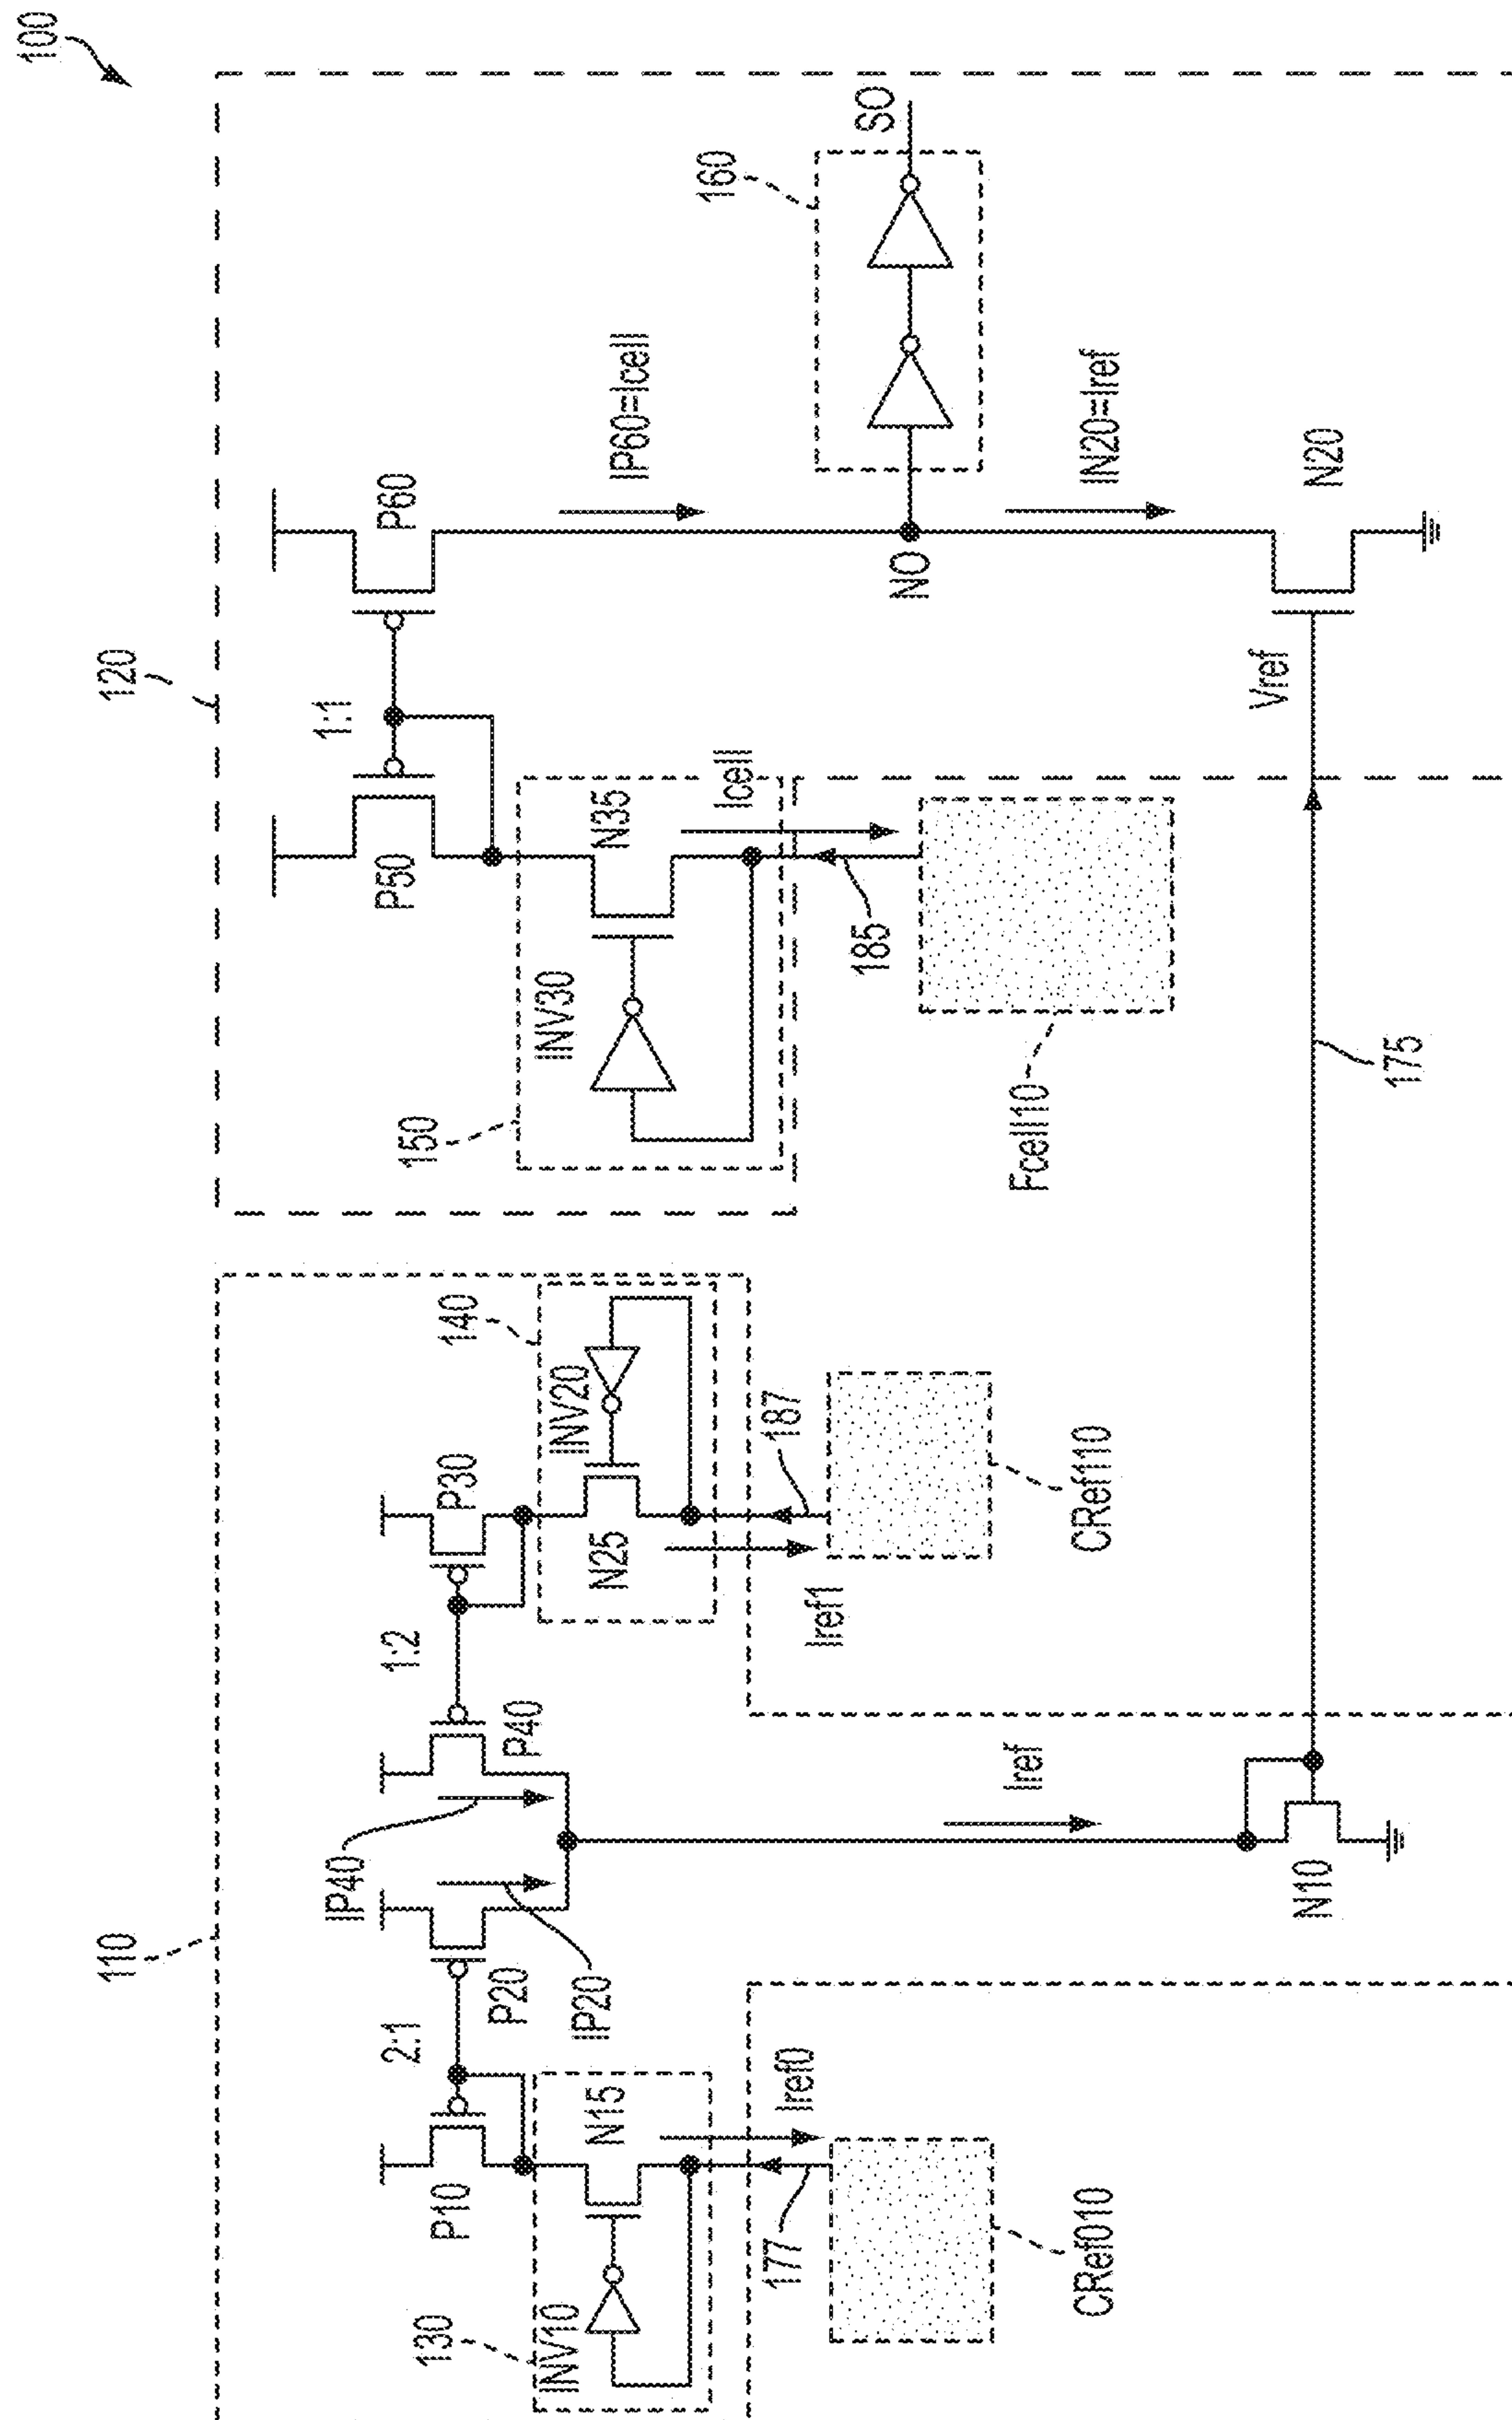 100
120
P60
1:1
P50
IP60=Icell
160
SO
NO
IN20=Iref
N20
Vref
150
INV30
N35
Icell
185
Fcell10
175
110
140
INV20
P30
N25
187
Iref1
CRef110
1:2
P40
IP40
Iref
N10
P20
IP20
2:1
P10
130
INV10
N15
Iref0
177
CRef010